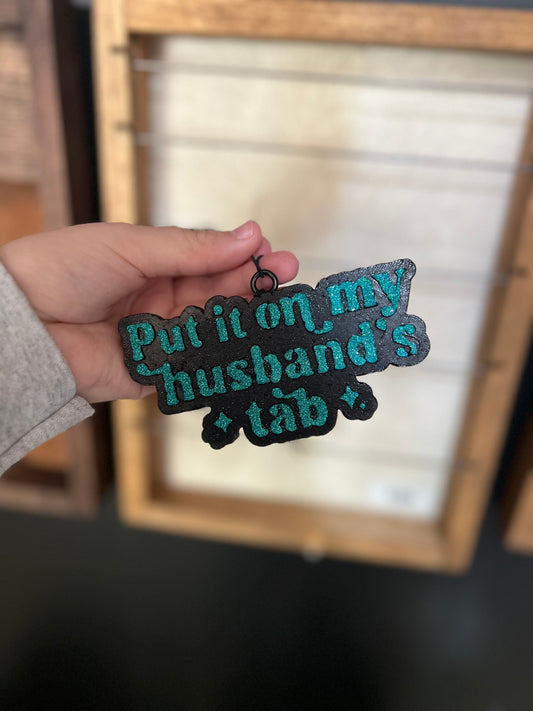 Put it on my
husband's
tab